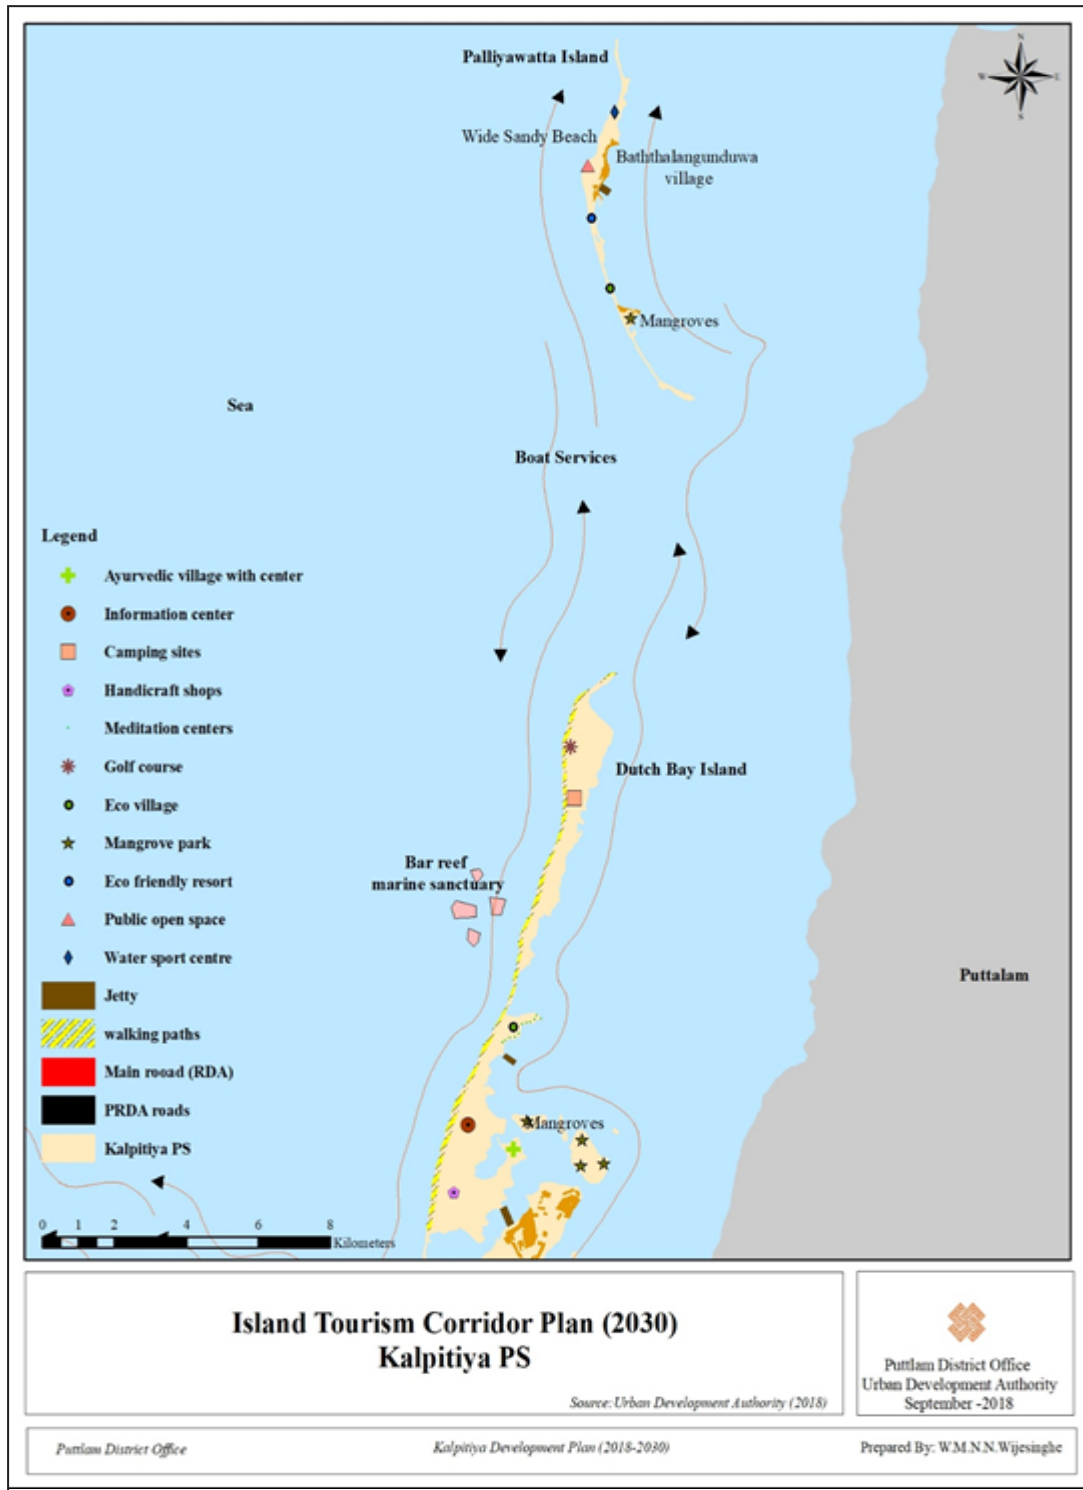 Palliyawatta Island
N
W
E
S
Wide Sandy Beach
Baththalangunduwa
village
Mangroves
Sea
Boat Services
Legend
Ayurvedic village with center
Information center
Camping sites
Handicraft shops
Meditation centers
Golf course
Eco village
Mangrove park
Eco friendly resort
Public open space
Water sport centre
Jetty
walking paths
Main rooad (RDA)
PRDA roads
Kalpitiya PS
Dutch Bay Island
Bar reef
marine sanctuary
Puttalam
Mangroves
0 1 2 4 6 8
Kilometers
Island Tourism Corridor Plan (2030)
Kalpitiya PS
Source: Urban Development Authority (2018)
Puttlam District Office
Urban Development Authority
September -2018
Puttlam District Office
Kalpitiya Development Plan (2018-2030)
Prepared By: W.M.N.N.Wijesinghe